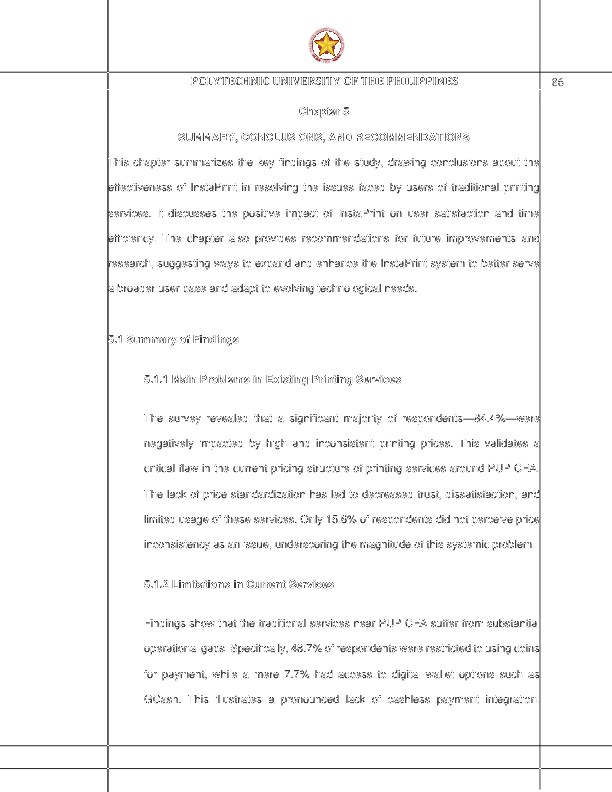 POLYTECHNIC UNIVERSITY OF THE PHILIPPINES
86
Chapter 5
SUMMARY, CONCLUSIONS, AND RECOMMENDATIONS
This chapter summarizes the key findings of the study, drawing conclusions about the
effectiveness of InstaPrint in resolving the issues faced by users of traditional printing
services. It discusses the positive impact of InstaPrint on user satisfaction and time
efficiency. The chapter also provides recommendations for future improvements and
research, suggesting ways to expand and enhance the InstaPrint system to better serve
a broader user base and adapt to evolving technological needs.
5.1 Summary of Findings
5.1.1 Main Problems in Existing Printing Services
The survey revealed that a significant majority of respondents—84.4%—were
negatively impacted by high and inconsistent printing prices. This validates a
critical flaw in the current pricing structure of printing services around PUP CEA.
The lack of price standardization has led to decreased trust, dissatisfaction, and
limited usage of these services. Only 15.6% of respondents did not perceive price
inconsistency as an issue, underscoring the magnitude of this systemic problem.
5.1.2 Limitations in Current Services
Findings show that the traditional services near PUP CEA suffer from substantial
operational gaps. Specifically, 48.7% of respondents were restricted to using coins
for payment, while a mere 7.7% had access to digital wallet options such as
GCash. This illustrates a pronounced lack of cashless payment integration.